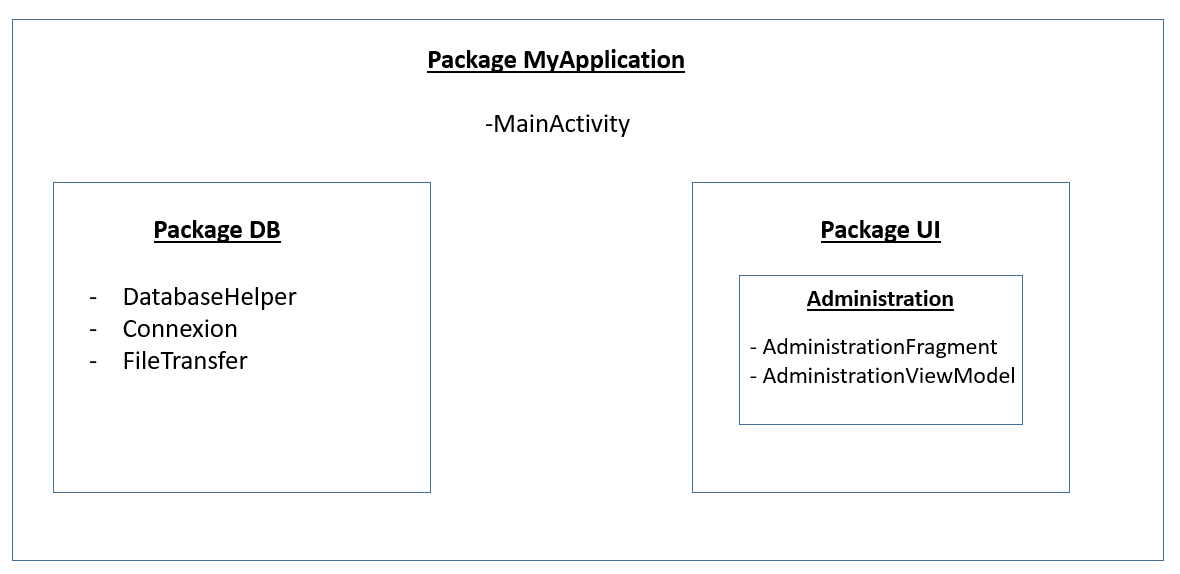 Package MyApplication
-MainActivity
Package DB
- DatabaseHelper
- Connexion
- FileTransfer
Package UI
Administration
- AdministrationFragment
- AdministrationViewModel